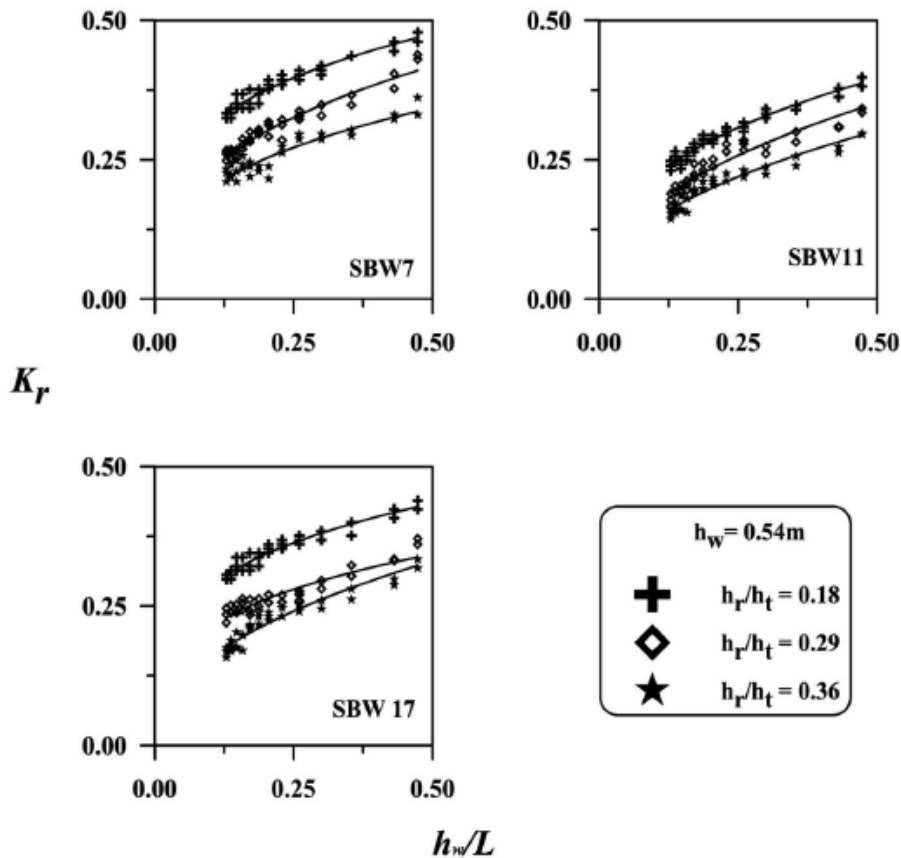 0.50
0.25
0.00
SBW7
0.00 0.25 0.50
0.50
0.25
0.00
SBW11
0.00 0.25 0.50
K_r
0.50
0.25
0.00
SBW 17
0.00 0.25 0.50
h_w = 0.54m
h_r/h_t = 0.18
h_r/h_t = 0.29
h_r/h_t = 0.36
h_w/L